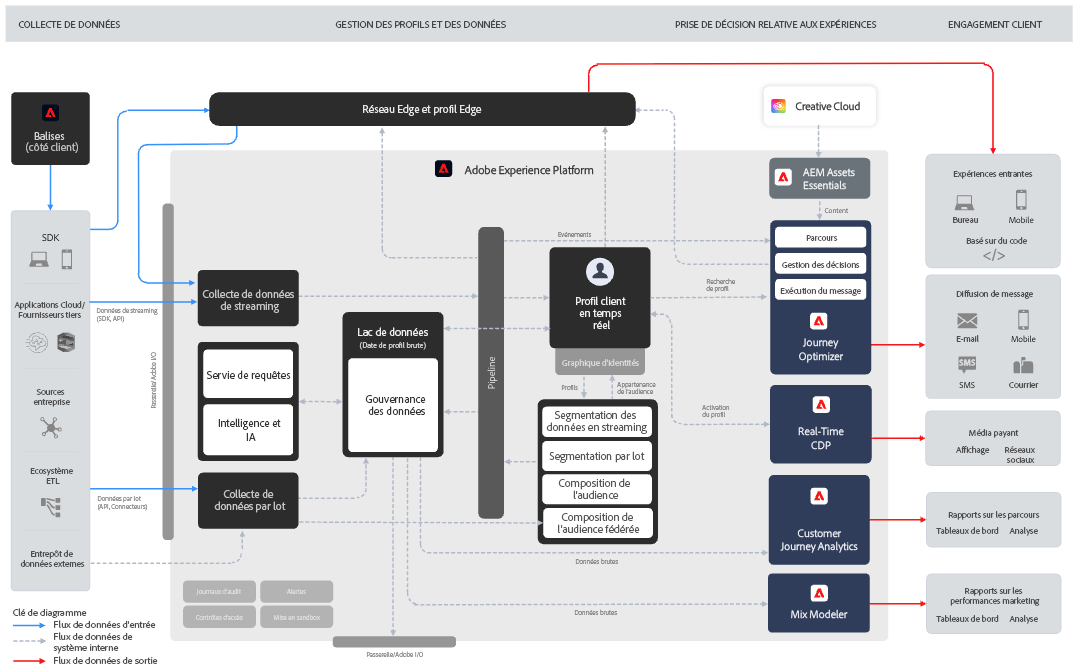 COLLECTE DE DONNÉES
GESTION DES PROFILS ET DES DONNÉES
PRISE DE DÉCISION RELATIVE AUX EXPÉRIENCES
ENGAGEMENT CLIENT
Balises
(côté client)
Réseau Edge et profil Edge
Creative Cloud
Adobe Experience Platform
AEM Assets
Essentials
Content
SDK
Applications Cloud/
Fournisseurs tiers
Sources
entreprise
Ecosystème
ETL
Entrepôt de
données externes
Données de streaming
(SDK, API)
Données par lot
(API, Connecteurs)
Passerelle/Adobe I/O
Collecte de données
de streaming
Servie de requêtes
Intelligence et
IA
Collecte de
données par lot
Lac de données
(Date de profil brute)
Gouvernance
des données
Pipeline
Evénements
Profil client
en temps
réel
Graphique d'identités
Profils
Appartenance
de l'audience
Segmentation des
données en streaming
Segmentation par lot
Composition de
l'audience
Composition de
l'audience fédérée
Recherche
de profil
Activation
du profil
Données brutes
Données brutes
Parcours
Gestion des décisions
Exécution du message
Journey
Optimizer
Real-Time
CDP
Customer
Journey Analytics
Mix Modeler
Expériences entrantes
Bureau
Mobile
Basé sur du code
</>
Diffusion de message
E-mail
Mobile
SMS
SMS
Courrier
Média payant
Affichage
Réseaux
sociaux
Rapports sur les parcours
Tableaux de bord
Analyse
Rapports sur les
performances marketing
Tableaux de bord
Analyse
Journaux d'audit
Alertes
Contrôles d'accès
Mise en sandbox
Passerelle/Adobe I/O
Clé de diagramme
Flux de données d'entrée
Flux de données de
système interne
Flux de données de sortie